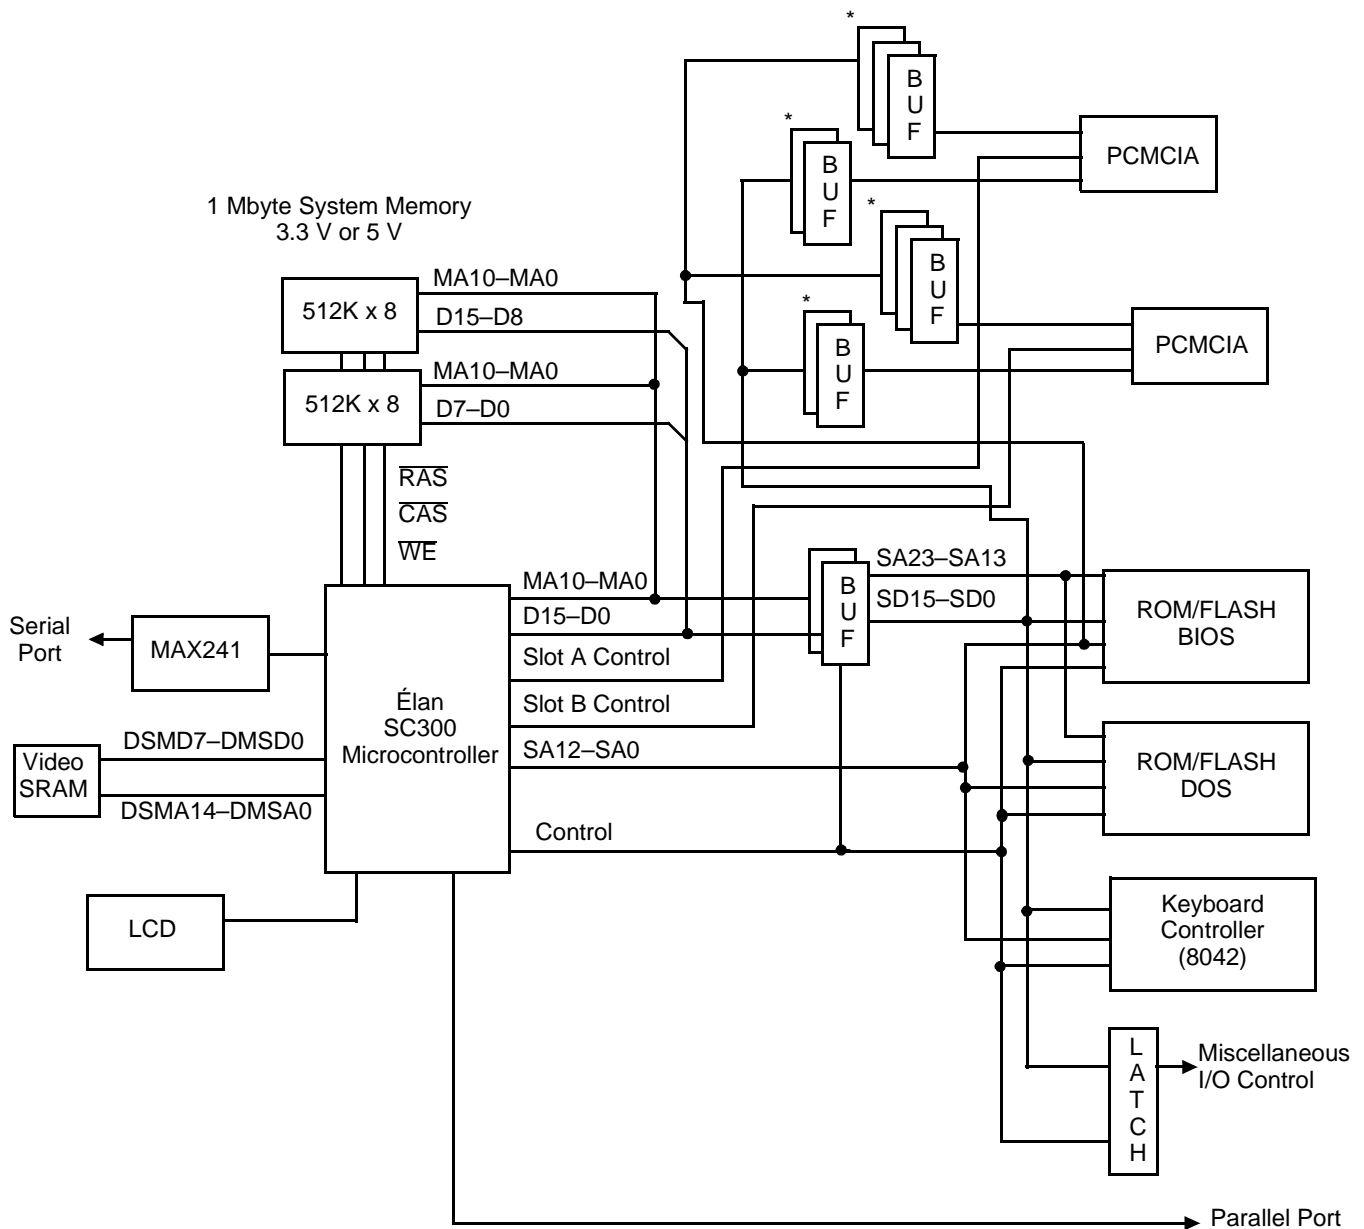 *
B
U
F
PCMCIA
*
B
U
F
1 Mbyte System Memory
3.3 V or 5 V
*
B
U
F
512K x 8
MA10–MA0
D15–D8
*
B
U
F
PCMCIA
512K x 8
MA10–MA0
D7–D0
RAS
CAS
WE
MA10–MA0
D15–D0
Slot A Control
Slot B Control
SA12–SA0
Control
B
U
F
SA23–SA13
SD15–SD0
ROM/FLASH
BIOS
Serial
Port
MAX241
Élan
SC300
Microcontroller
DSMD7–DMSD0
Video
SRAM
DSMA14–DMSA0
ROM/FLASH
DOS
LCD
Keyboard
Controller
(8042)
L
A
T
C
H
Miscellaneous
I/O Control
Parallel Port